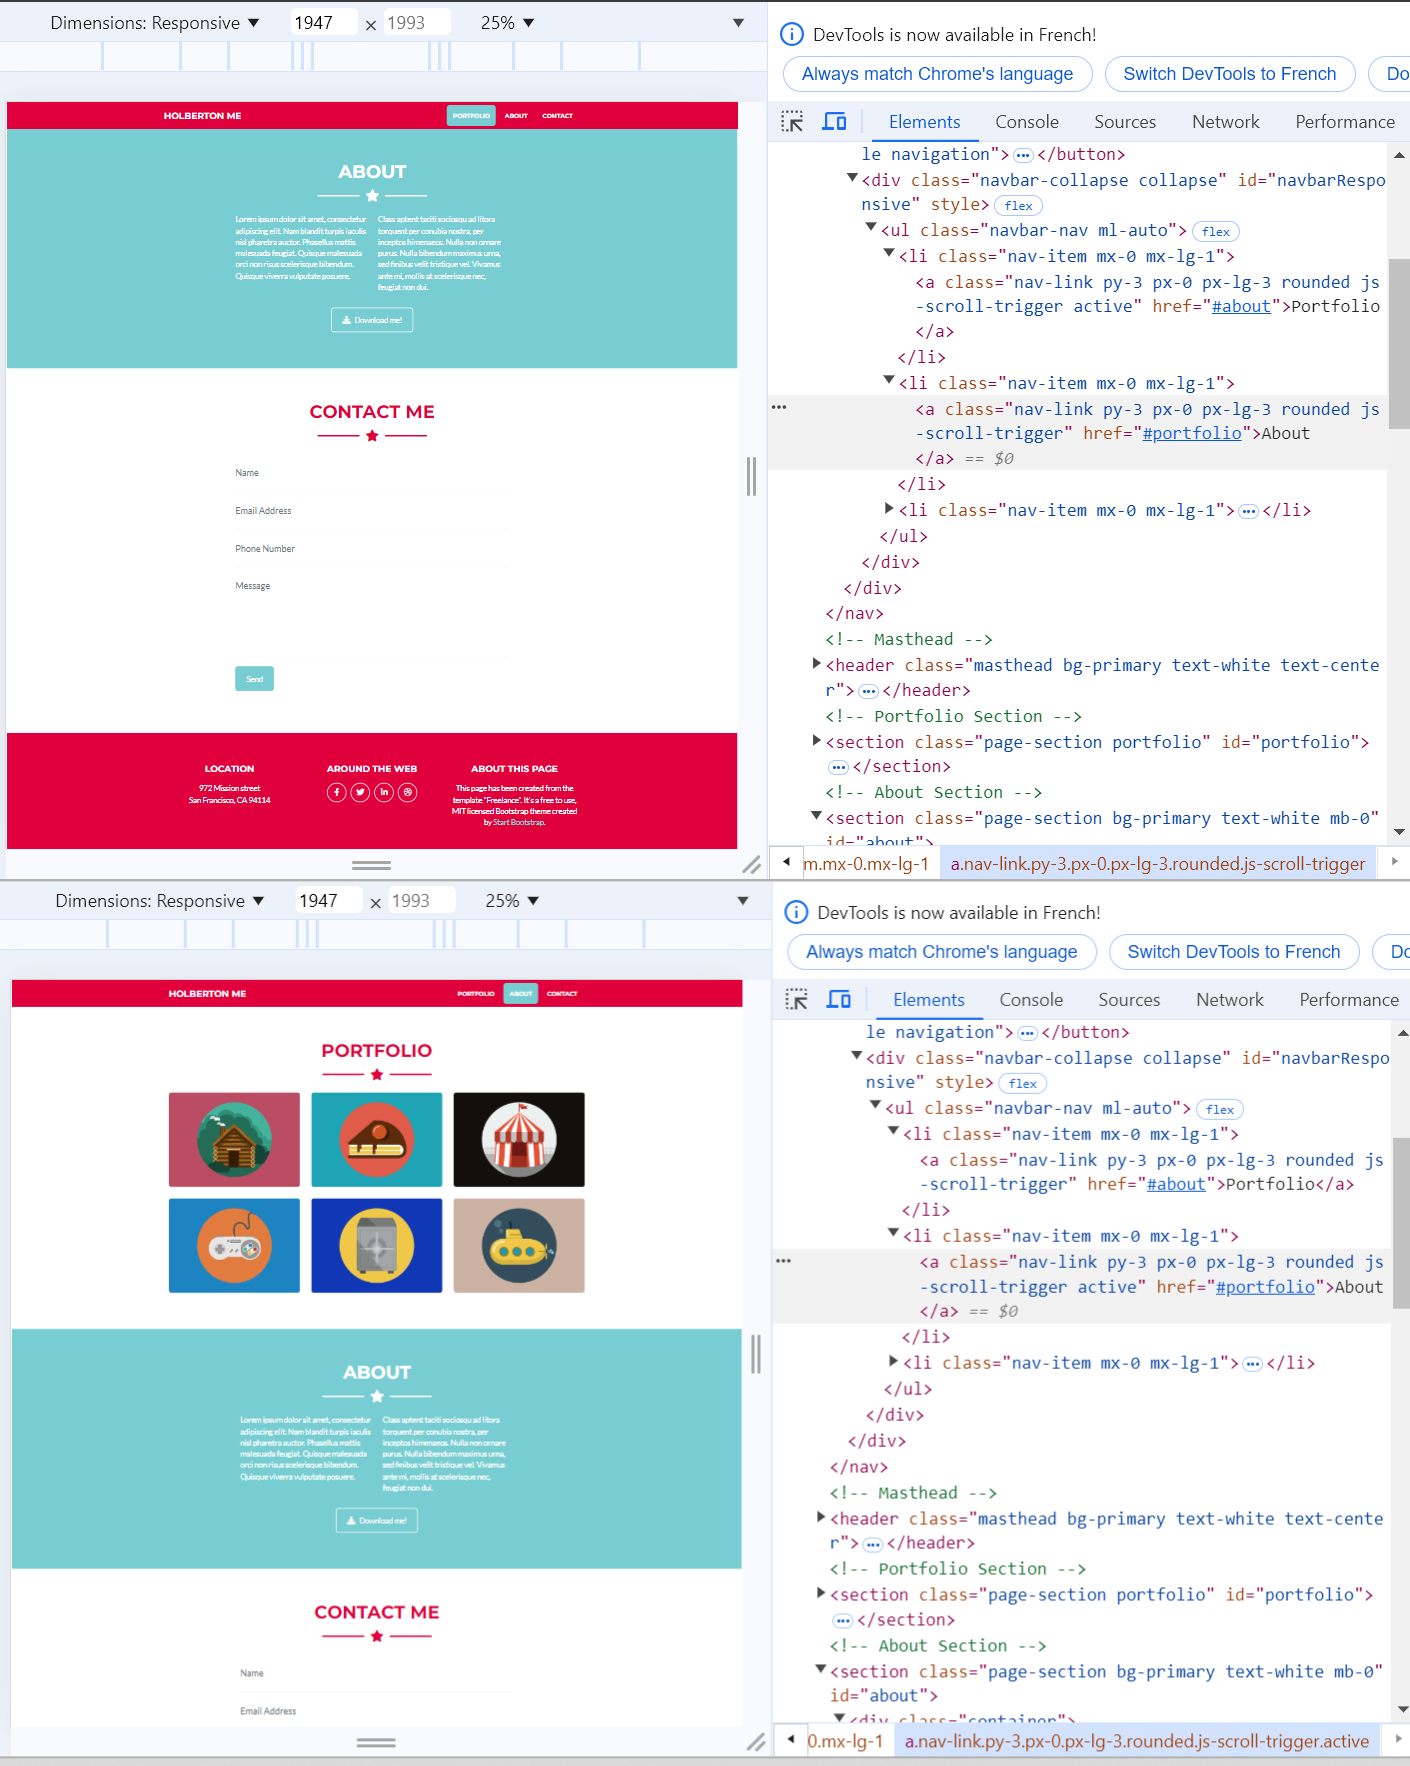 Dimensions: Responsive ▼ 1947 × 1993 25% ▼ ▼
DevTools is now available in French!
Always match Chrome's language Switch DevTools to French Do
Elements Console Sources Network Performance
HOLBERTON ME PORTFOLIO ABOUT CONTACT
ABOUT
Lorem ipsum dolor sit amet, consectetur
adipiscing elit. Nam blandit turpis iaculis
nisl pharetra auctor. Phasellus mattis
malesuada feugiat. Quisque malesuada
orci non risus scelerisque bibendum.
Quisque viverra vulputate posuere.
Class aptent taciti sociosqu ad litora
torquent per conubia nostra, per
inceptos himenaeos. Nulla non ornare
purus. Nulla bibendum maximus urna,
sed finibus velit tristique vel. Vivamus
ante mi, mollis at scelerisque nec,
feugiat non dui.
Download me!
CONTACT ME
Name
Email Address
Phone Number
Message
Send
LOCATION
972 Mission street
San Francisco, CA 94114
AROUND THE WEB
ABOUT THIS PAGE
This page has been created from the
template "Freelance". It's a free to use,
MIT licensed Bootstrap theme created
by Start Bootstrap.
le navigation">…</button>
▼<div class="navbar-collapse collapse" id="navbarRespo
nsive" style> flex
▼<ul class="navbar-nav ml-auto"> flex
▼<li class="nav-item mx-0 mx-lg-1">
<a class="nav-link py-3 px-0 px-lg-3 rounded js
-scroll-trigger active" href="#about">Portfolio
</a>
</li>
▼<li class="nav-item mx-0 mx-lg-1">
<a class="nav-link py-3 px-0 px-lg-3 rounded js
-scroll-trigger" href="#portfolio">About
</a> == $0
</li>
▶<li class="nav-item mx-0 mx-lg-1">…</li>
</ul>
</div>
</div>
</nav>
<!-- Masthead -->
▶<header class="masthead bg-primary text-white text-cente
r">…</header>
<!-- Portfolio Section -->
▶<section class="page-section portfolio" id="portfolio">
…</section>
<!-- About Section -->
▼<section class="page-section bg-primary text-white mb-0"
id="about">
m.mx-0.mx-lg-1 a.nav-link.py-3.px-0.px-lg-3.rounded.js-scroll-trigger
Dimensions: Responsive ▼ 1947 × 1993 25% ▼ ▼
DevTools is now available in French!
Always match Chrome's language Switch DevTools to French Do
Elements Console Sources Network Performance
HOLBERTON ME PORTFOLIO ABOUT CONTACT
PORTFOLIO
ABOUT
Lorem ipsum dolor sit amet, consectetur
adipiscing elit. Nam blandit turpis iaculis
nisl pharetra auctor. Phasellus mattis
malesuada feugiat. Quisque malesuada
orci non risus scelerisque bibendum.
Quisque viverra vulputate posuere.
Class aptent taciti sociosqu ad litora
torquent per conubia nostra, per
inceptos himenaeos. Nulla non ornare
purus. Nulla bibendum maximus urna,
sed finibus velit tristique vel. Vivamus
ante mi, mollis at scelerisque nec,
feugiat non dui.
Download me!
CONTACT ME
Name
Email Address
le navigation">…</button>
▼<div class="navbar-collapse collapse" id="navbarRespo
nsive" style> flex
▼<ul class="navbar-nav ml-auto"> flex
▼<li class="nav-item mx-0 mx-lg-1">
<a class="nav-link py-3 px-0 px-lg-3 rounded js
-scroll-trigger" href="#about">Portfolio</a>
</li>
▼<li class="nav-item mx-0 mx-lg-1">
<a class="nav-link py-3 px-0 px-lg-3 rounded js
-scroll-trigger active" href="#portfolio">About
</a> == $0
</li>
▶<li class="nav-item mx-0 mx-lg-1">…</li>
</ul>
</div>
</div>
</nav>
<!-- Masthead -->
▶<header class="masthead bg-primary text-white text-cente
r">…</header>
<!-- Portfolio Section -->
▶<section class="page-section portfolio" id="portfolio">
…</section>
<!-- About Section -->
▼<section class="page-section bg-primary text-white mb-0"
id="about">
▼<div class="container">
0.mx-lg-1 a.nav-link.py-3.px-0.px-lg-3.rounded.js-scroll-trigger.active